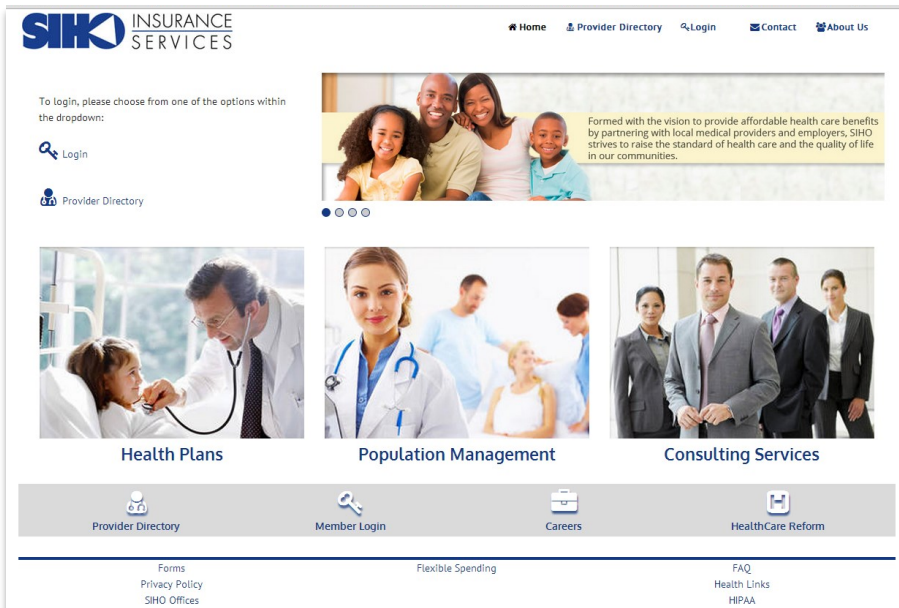 SIHO INSURANCE
SERVICES
Home Provider Directory Login Contact About Us
To login, please choose from one of the options within
the dropdown:
Login
Provider Directory
Formed with the vision to provide affordable health care benefits
by partnering with local medical providers and employers, SIHO
strives to raise the standard of health care and the quality of life
in our communities.
Health Plans
Population Management
Consulting Services
Provider Directory
Member Login
Careers
HealthCare Reform
Forms
Flexible Spending
FAQ
Privacy Policy
Health Links
SIHO Offices
HIPAA